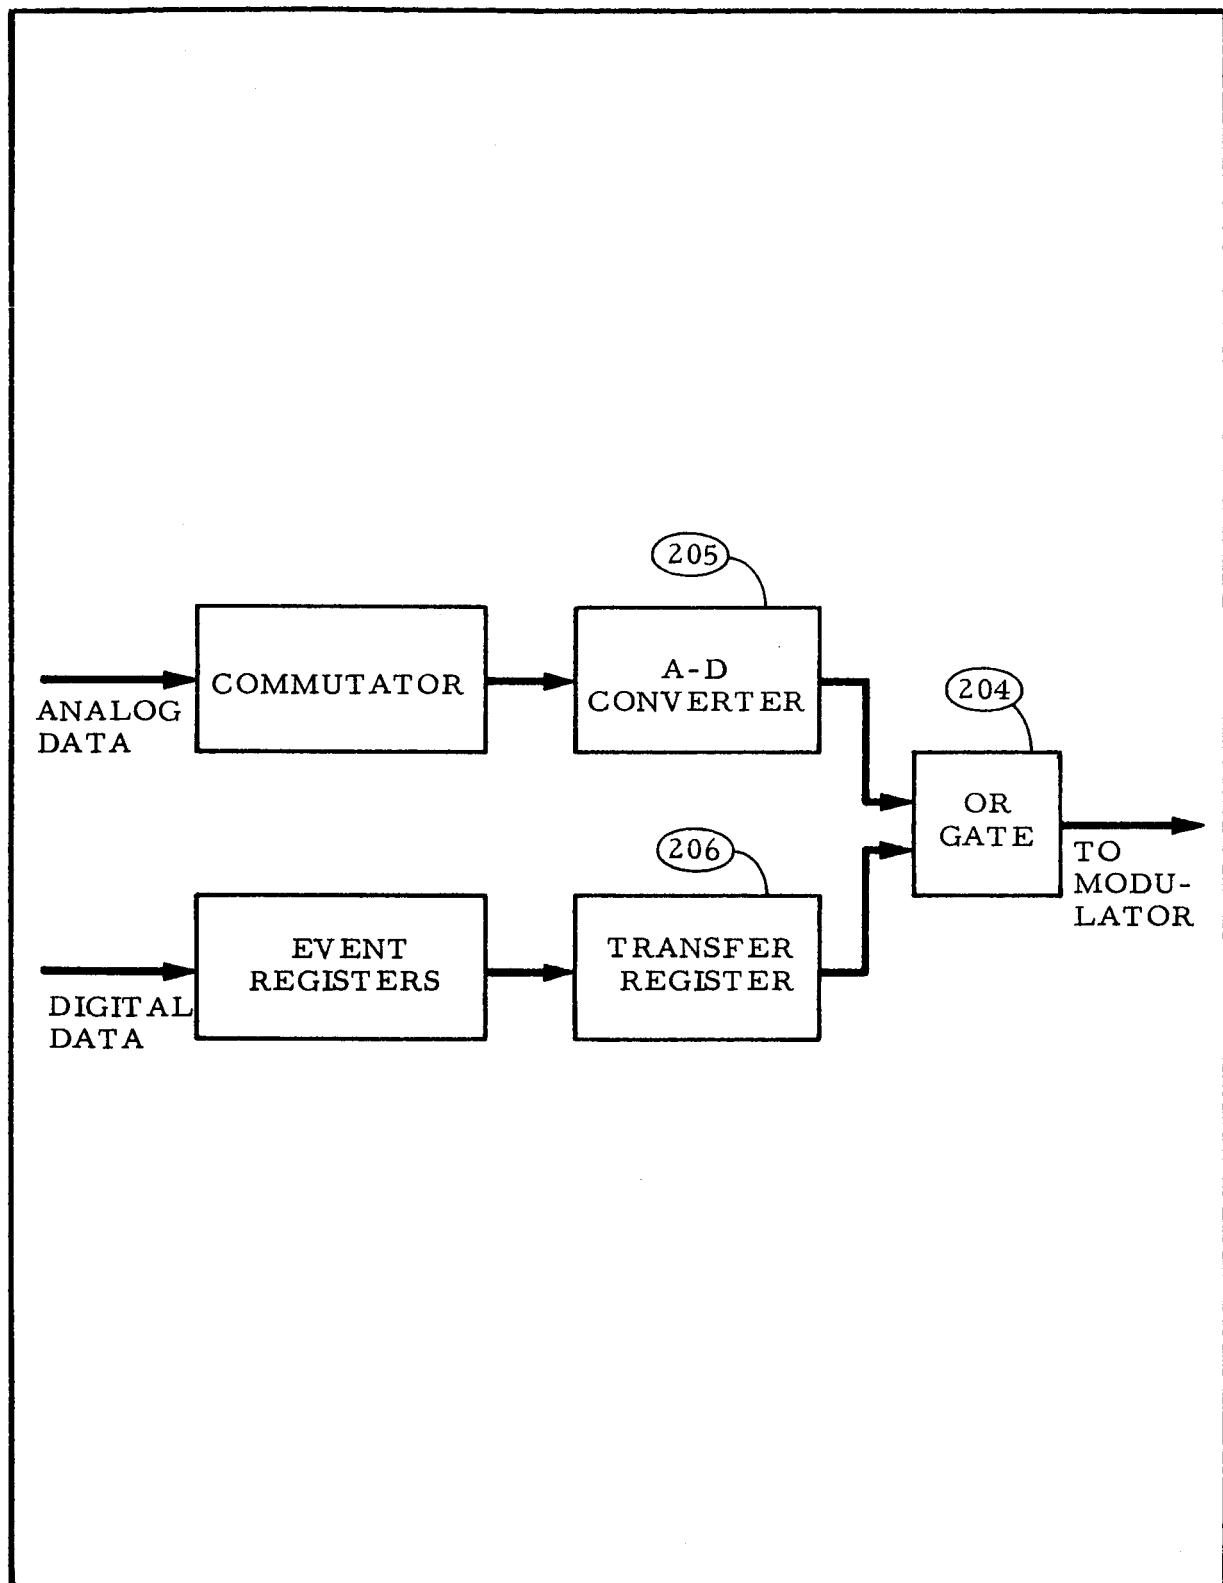 205
COMMUTATOR
A-D
CONVERTER
ANALOG
DATA
204
OR
GATE
TO
MODU-
LATOR
206
EVENT
REGISTERS
TRANSFER
REGISTER
DIGITAL
DATA